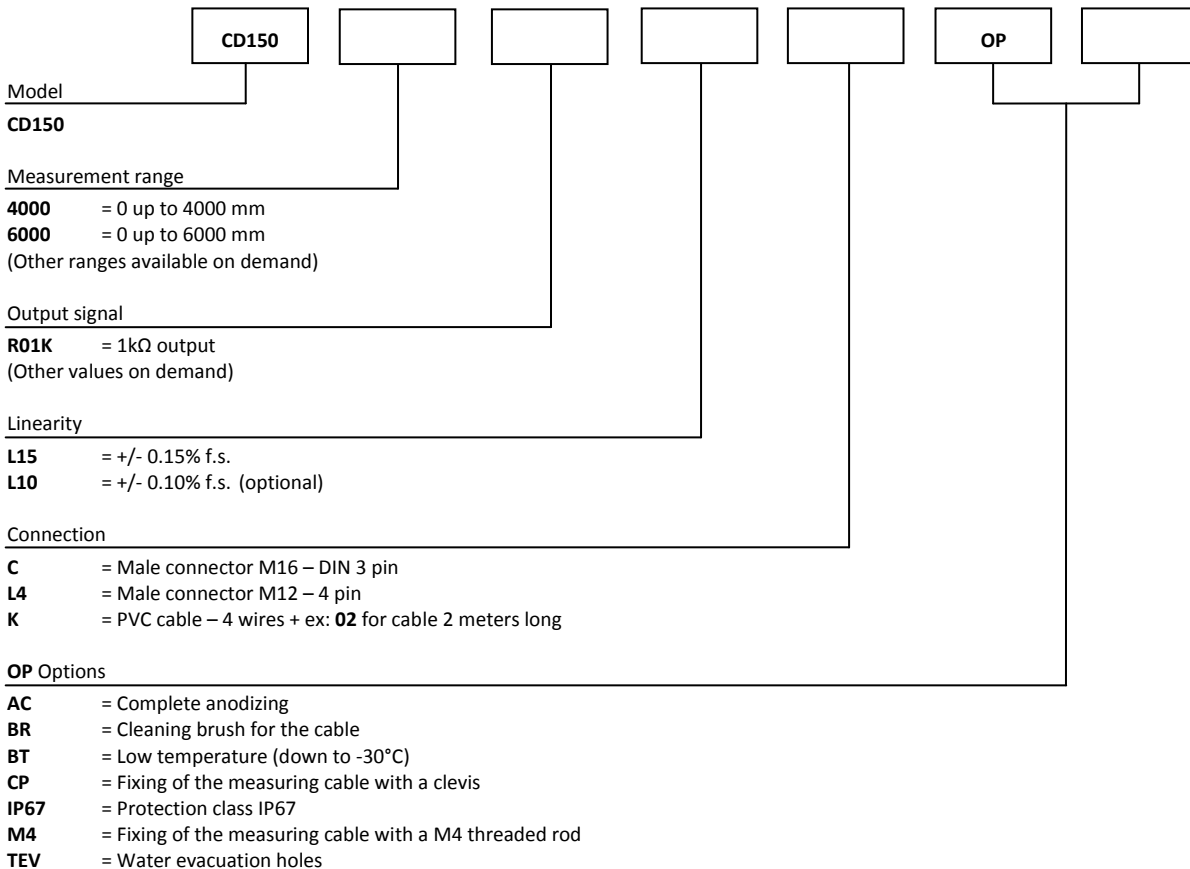 CD150 OP
Model
CD150
Measurement range
4000 = 0 up to 4000 mm
6000 = 0 up to 6000 mm
(Other ranges available on demand)
Output signal
R01K = 1kΩ output
(Other values on demand)
Linearity
L15 = +/- 0.15% f.s.
L10 = +/- 0.10% f.s. (optional)
Connection
C = Male connector M16 – DIN 3 pin
L4 = Male connector M12 – 4 pin
K = PVC cable – 4 wires + ex: 02 for cable 2 meters long
OP Options
AC = Complete anodizing
BR = Cleaning brush for the cable
BT = Low temperature (down to -30°C)
CP = Fixing of the measuring cable with a clevis
IP67 = Protection class IP67
M4 = Fixing of the measuring cable with a M4 threaded rod
TEV = Water evacuation holes